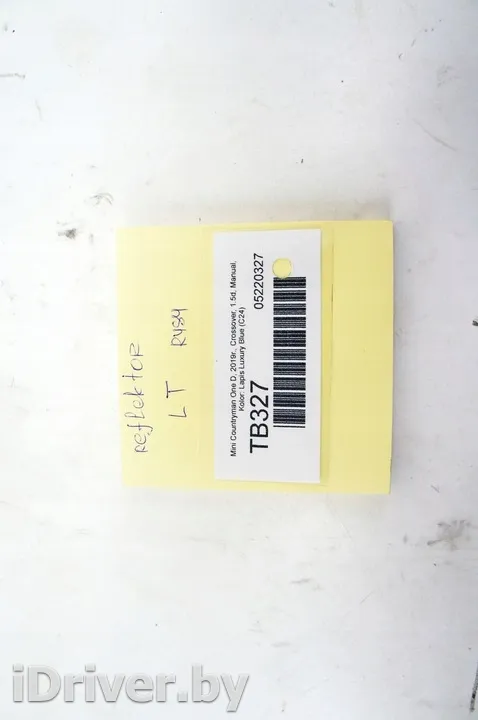 Reflektor
LT RYSY
Mini Countryman One D, 2019r., Crossover, 1.5d, Manual,
Kolor: Lapis Luxury Blue (C24)
TB327
05220327
iDriver.by